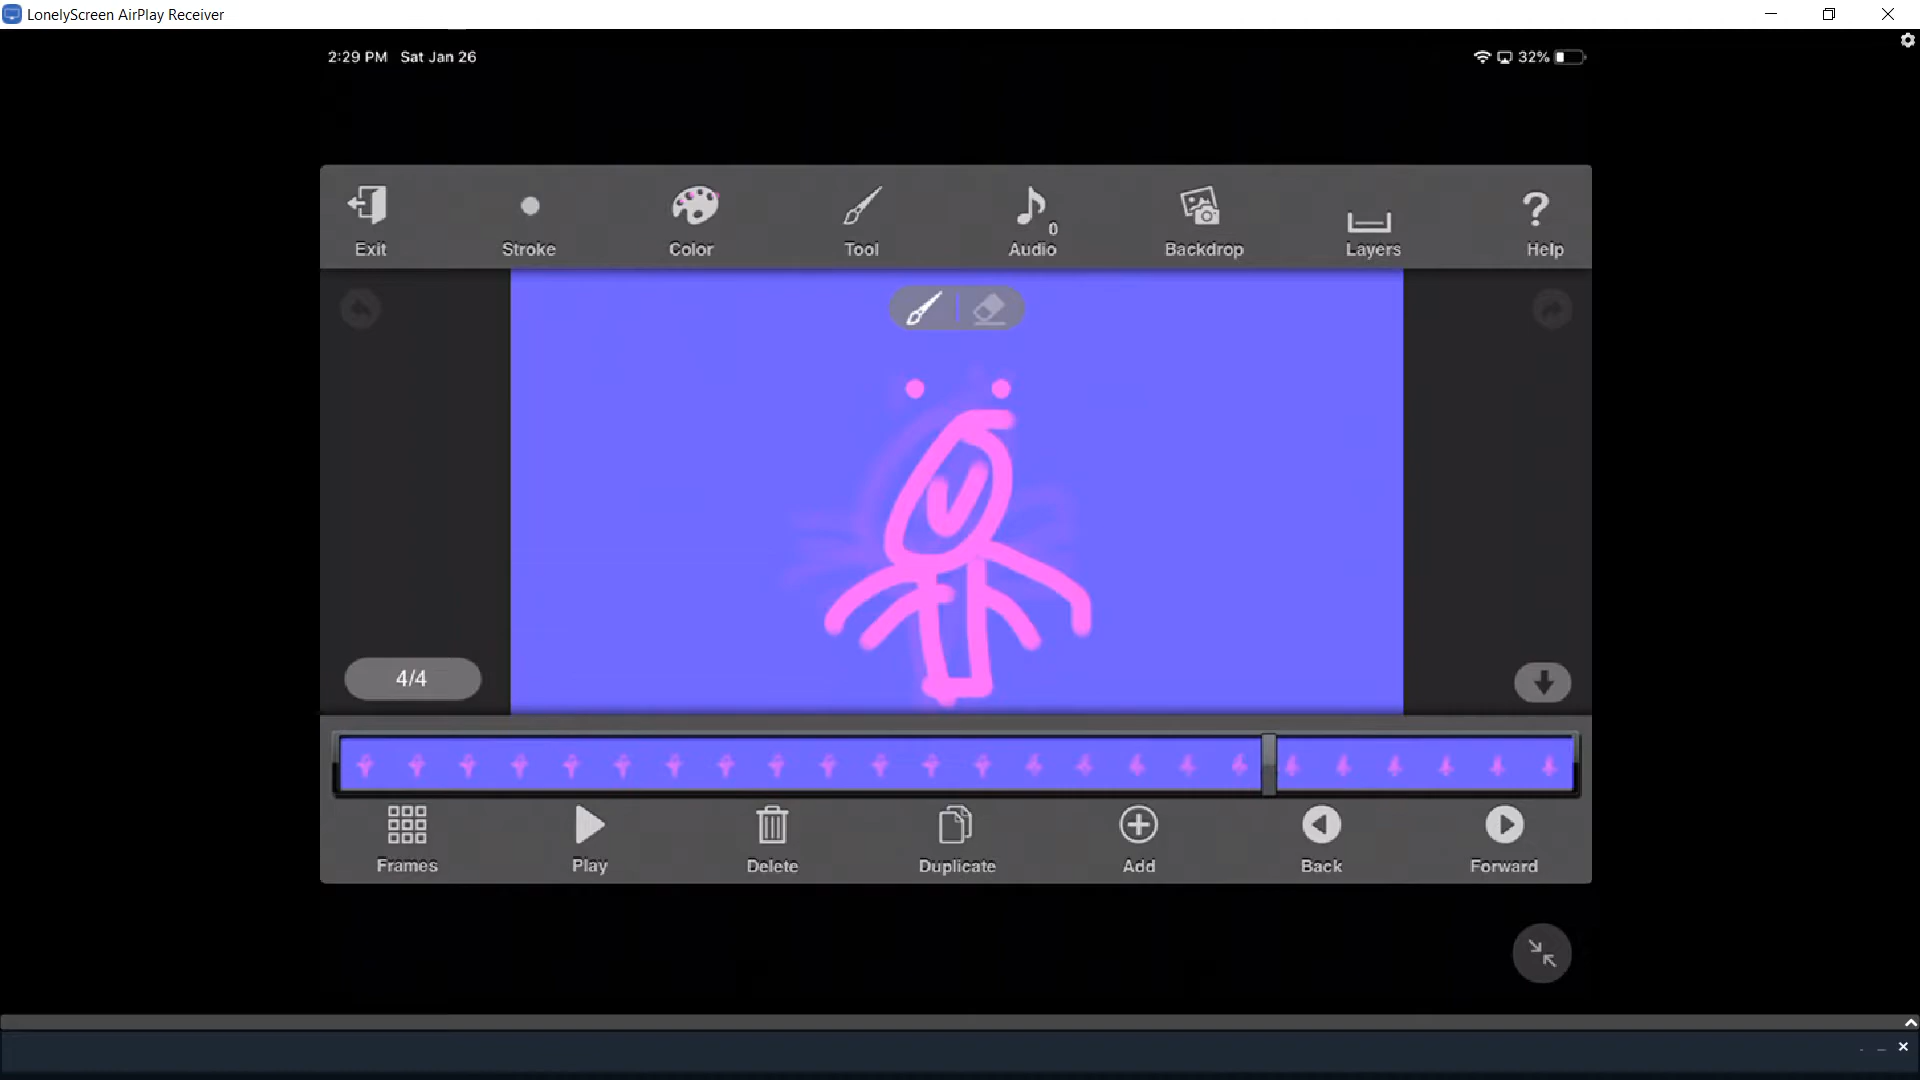 LonelyScreen AirPlay Receiver
2:29 PM Sat Jan 26
32%
Exit
Stroke
Color
Tool
0
Audio
Backdrop
Layers
?
Help
4/4
Frames
Play
Delete
Duplicate
Add
Back
Forward